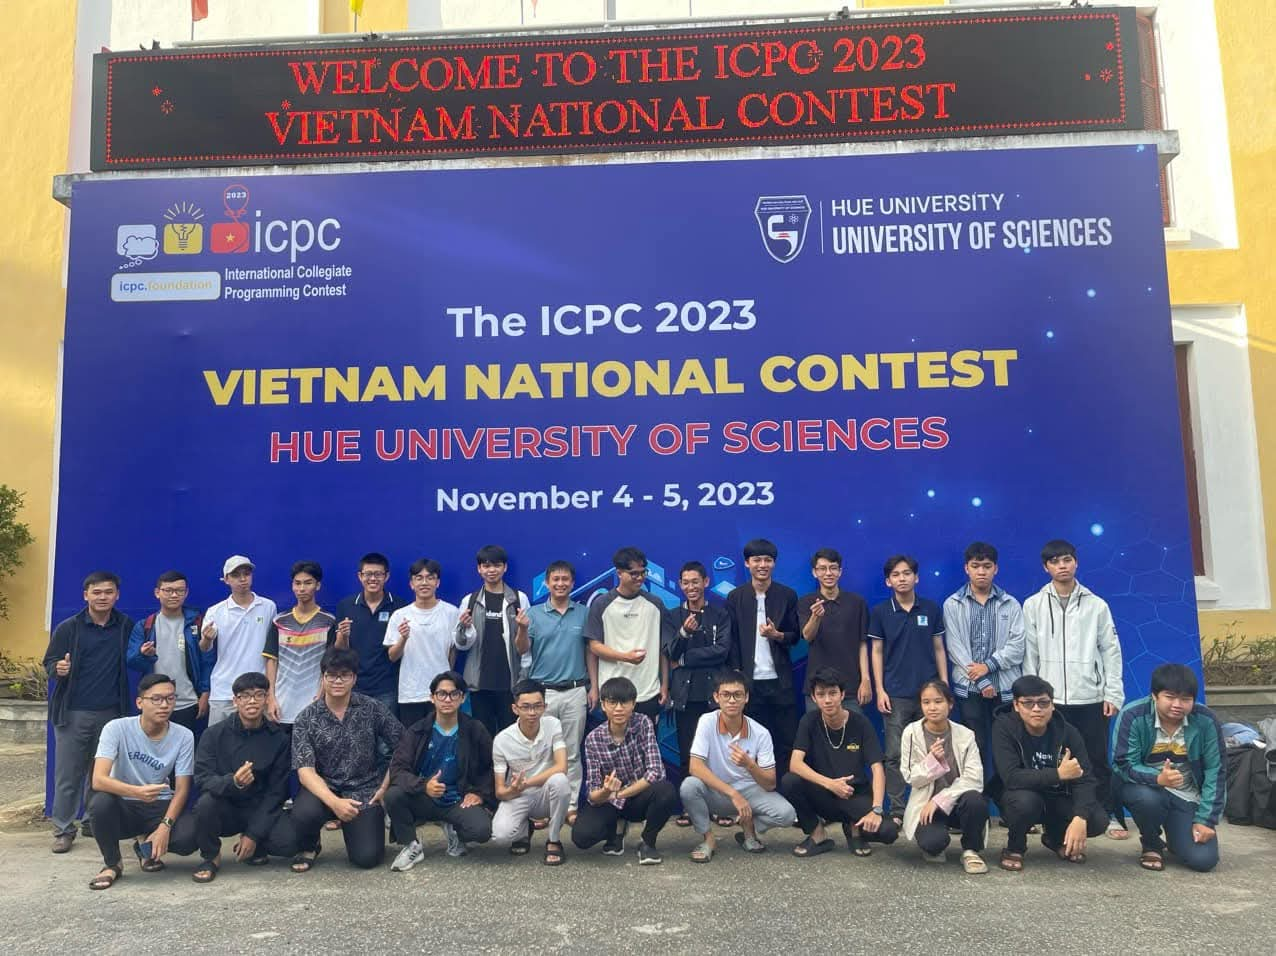 WELCOME TO THE ICPC 2023
VIETNAM NATIONAL CONTEST
2023
icpc
icpc.foundation
International Collegiate
Programming Contest
HUE UNIVERSITY
UNIVERSITY OF SCIENCES
The ICPC 2023
VIETNAM NATIONAL CONTEST
HUE UNIVERSITY OF SCIENCES
November 4 - 5, 2023